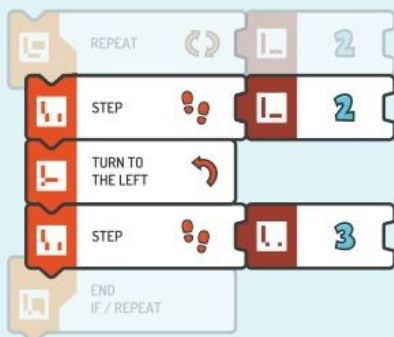 REPEAT 2
STEP 2
TURN TO
THE LEFT
STEP 3
END
IF / REPEAT